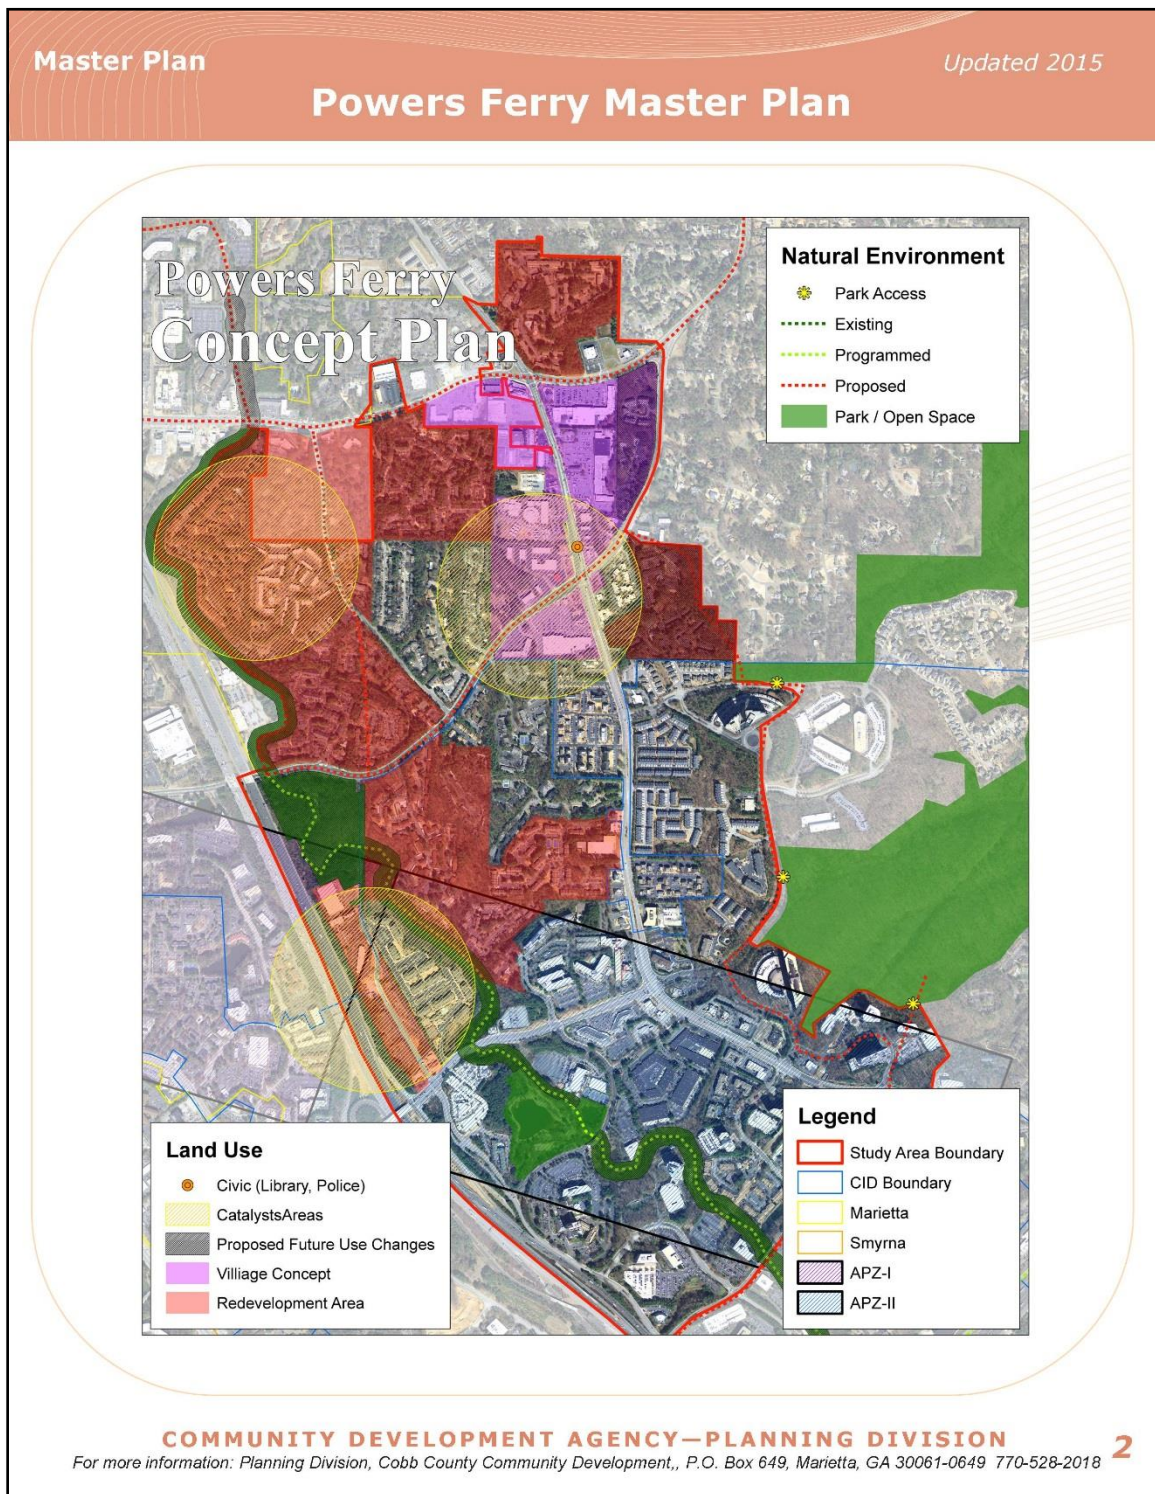 Master Plan
Updated 2015
Powers Ferry Master Plan
Powers Ferry
Concept Plan
Natural Environment
Park Access
Existing
Programmed
Proposed
Park / Open Space
Land Use
Civic (Library, Police)
CatalystsAreas
Proposed Future Use Changes
Villiage Concept
Redevelopment Area
Legend
Study Area Boundary
CID Boundary
Marietta
Smyrna
APZ-I
APZ-II
COMMUNITY DEVELOPMENT AGENCY—PLANNING DIVISION
2
For more information: Planning Division, Cobb County Community Development,, P.O. Box 649, Marietta, GA 30061-0649 770-528-2018